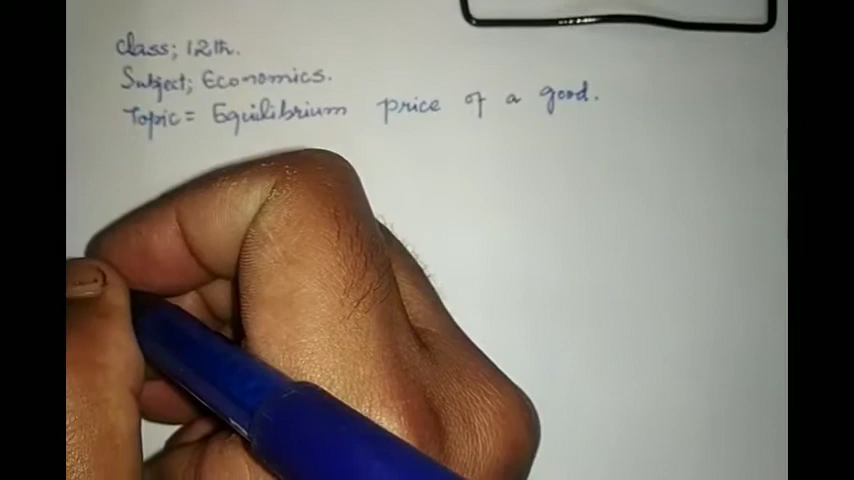 Class; 12th.
Subject; Economics.
Topic= Equilibrium price of a good.